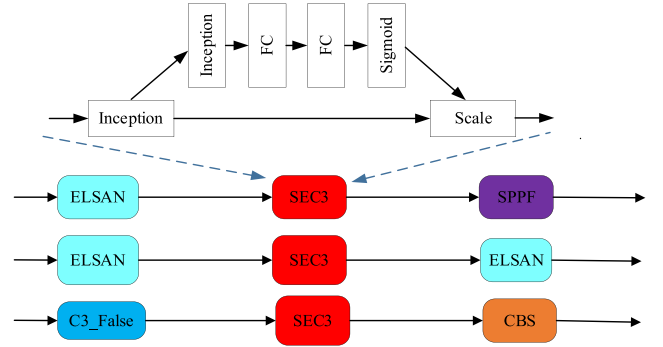 Inception
FC
FC
Sigmoid
Inception
Scale
ELSAN
SEC3
SPPF
ELSAN
SEC3
ELSAN
C3_False
SEC3
CBS